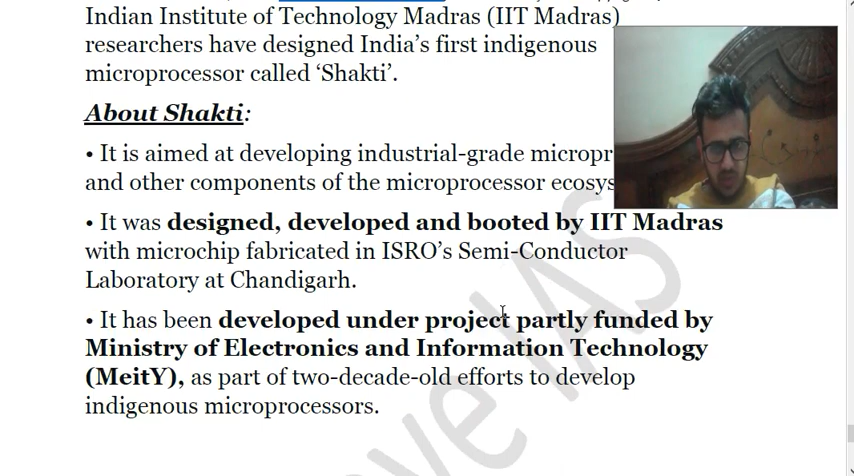 Indian Institute of Technology Madras (IIT Madras)
researchers have designed India's first indigenous
microprocessor called ‘Shakti’.
About Shakti:
• It is aimed at developing industrial-grade micropr
and other components of the microprocessor ecosys
• It was designed, developed and booted by IIT Madras
with microchip fabricated in ISRO's Semi-Conductor
Laboratory at Chandigarh.
• It has been developed under project partly funded by
Ministry of Electronics and Information Technology
(MeitY), as part of two-decade-old efforts to develop
indigenous microprocessors.
IAS